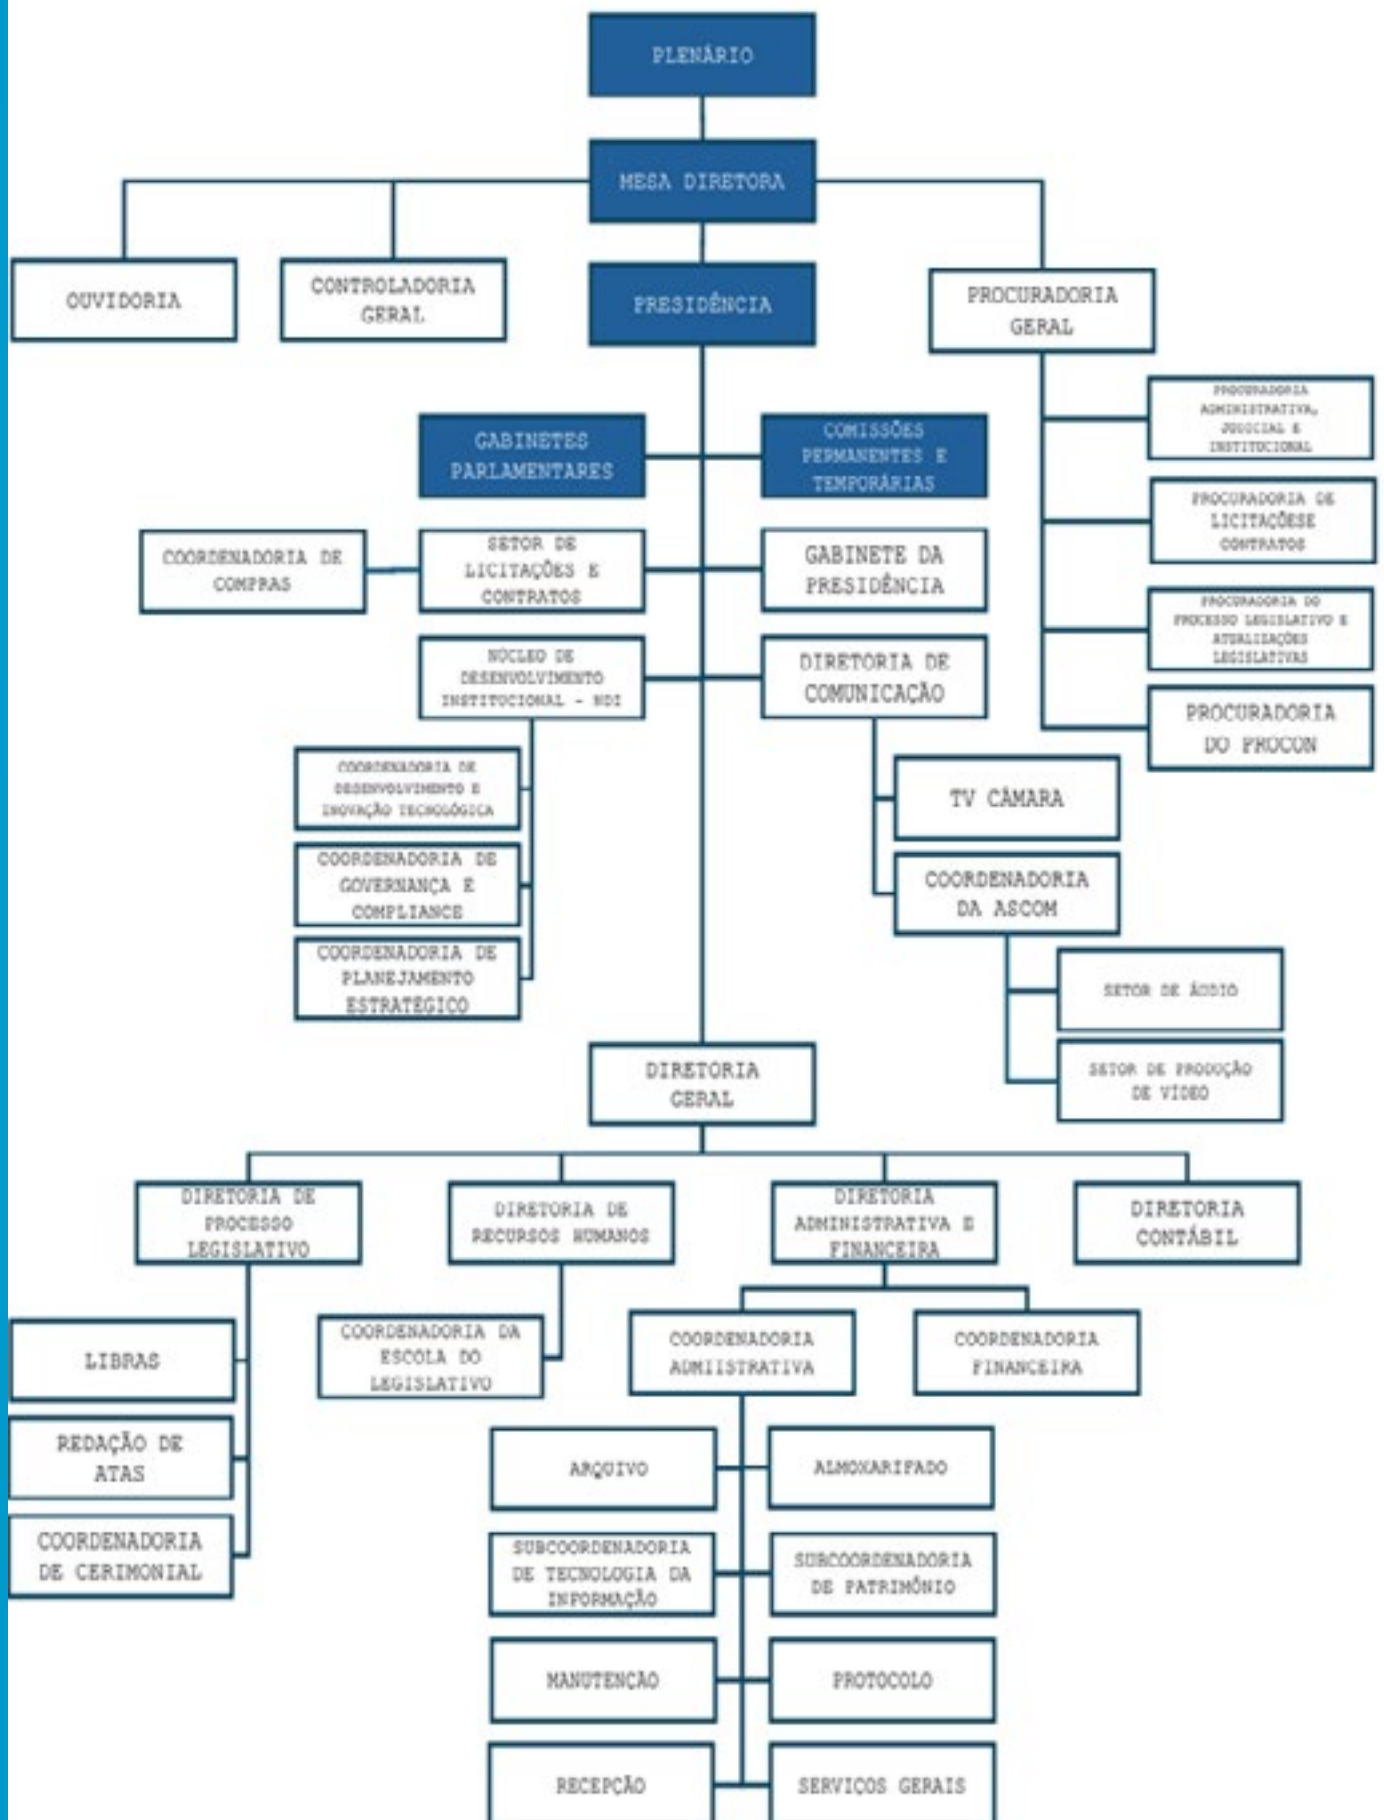 PLENÁRIO
MESA DIRETORA
OUVIDORIA
CONTROLADORIA
GERAL
PRESIDÊNCIA
PROCURADORIA
GERAL
PROCURADORIA
ADMINISTRATIVA,
JUDICIAL E
INSTITUCIONAL
PROCURADORIA DE
LICITAÇÕESE
CONTRATOS
PROCURADORIA DO
PROCESSO LEGISLATIVO E
ATUALIZAÇÕES
LEGISLATIVAS
PROCURADORIA
DO PROCON
GABINETES
PARLAMENTARES
COMISSÕES
PERMANENTES E
TEMPORÁRIAS
COORDENADORIA DE
COMPRAS
SETOR DE
LICITAÇÕES E
CONTRATOS
GABINETE DA
PRESIDÊNCIA
NÚCLEO DE
DESENVOLVIMENTO
INSTITUCIONAL - NDI
DIRETORIA DE
COMUNICAÇÃO
COORDENADORIA DE
DESENVOLVIMENTO E
INOVAÇÃO TECNOLÓGICA
COORDENADORIA DE
GOVERNANÇA E
COMPLIANCE
COORDENADORIA DE
PLANEJAMENTO
ESTRATÉGICO
TV CÂMARA
COORDENADORIA
DA ASCOM
SETOR DE ÁUDIO
SETOR DE PRODUÇÃO
DE VÍDEO
DIRETORIA
GERAL
DIRETORIA DE
PROCESSO
LEGISLATIVO
DIRETORIA DE
RECURSOS HUMANOS
DIRETORIA
ADMINISTRATIVA E
FINANCEIRA
DIRETORIA
CONTÁBIL
LIBRAS
REDAÇÃO DE
ATAS
COORDENADORIA
DE CERIMONIAL
COORDENADORIA DA
ESCOLA DO
LEGISLATIVO
COORDENADORIA
ADMIISTRATIVA
COORDENADORIA
FINANCEIRA
ARQUIVO
ALMOXARIFADO
SUBCOORDENADORIA
DE TECNOLOGIA DA
INFORMAÇÃO
SUBCOORDENADORIA
DE PATRIMÔNIO
MANUTENÇÃO
PROTOCOLO
RECEPÇÃO
SERVIÇOS GERAIS